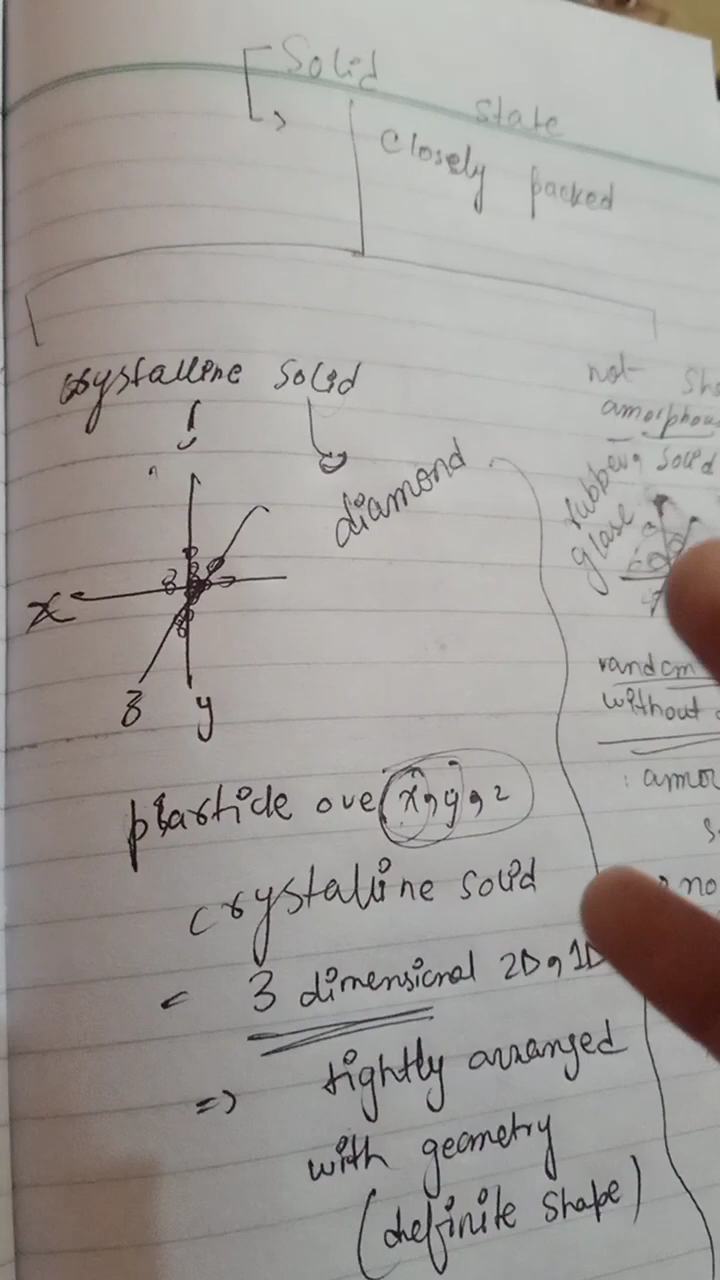 Solid
state
closely packed
crystalline solid
diamond
x
z
y
particle over x, y, z
crystalline solid
3 dimensional 2D, 1D
=> tightly arranged
with geometry
(definite shape)
not
amorphous
solid
rubber,
glass
random
without
amor
no